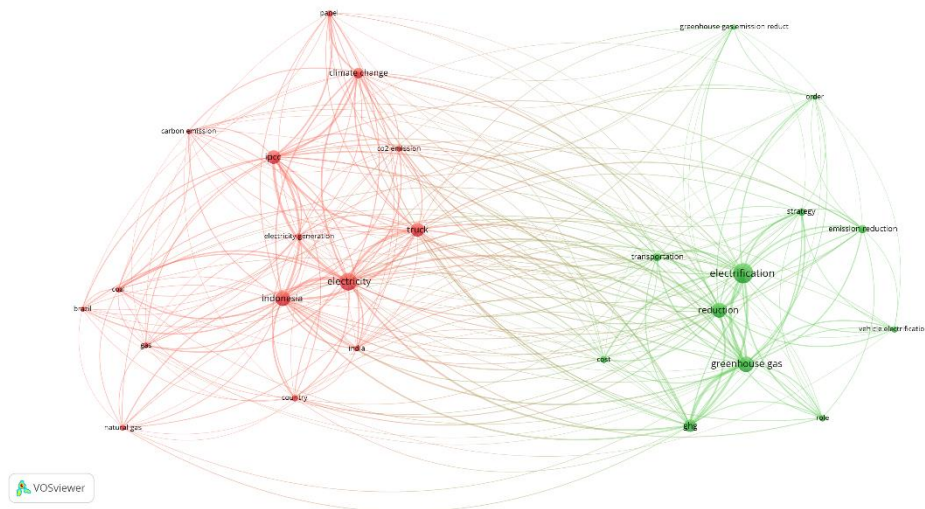 panel
greenhouse gas emission reduct
climate change
order
carbon emission
co2 emission
ipcc
strategy
truck
emission reduction
electricity generation
transportation
electrification
electricity
indonesia
reduction
brazil
vehicle electrificatio
gas
india
cost
greenhouse gas
country
role
natural gas
ghg
VOSviewer